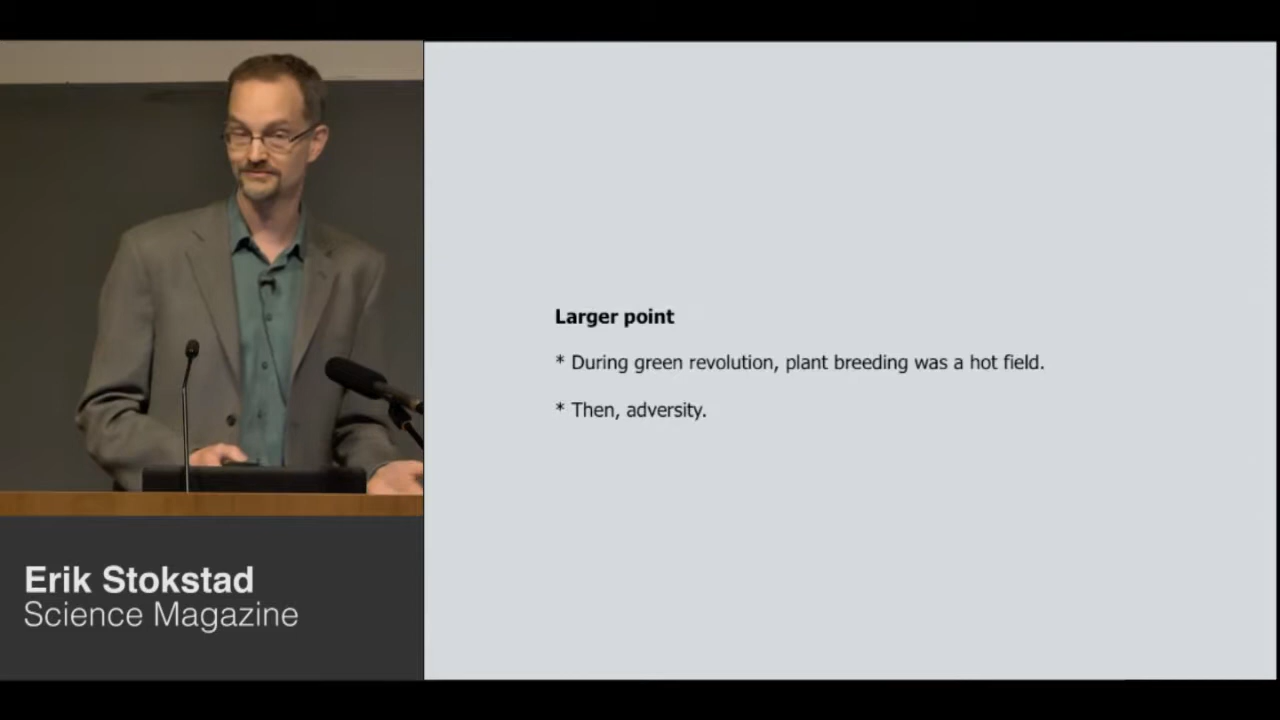 Larger point
* During green revolution, plant breeding was a hot field.
* Then, adversity.
Erik Stokstad
Science Magazine